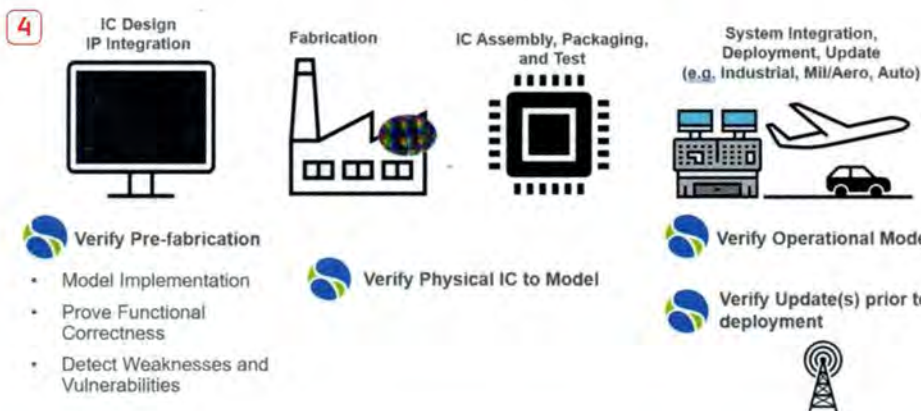 4
IC Design
IP Integration
Fabrication
IC Assembly, Packaging,
and Test
System Integration,
Deployment, Update
(e.g. Industrial, Mil/Aero, Auto)
Verify Pre-fabrication
• Model Implementation
• Prove Functional
Correctness
• Detect Weaknesses and
Vulnerabilities
Verify Physical IC to Model
Verify Operational Mode
Verify Update(s) prior to
deployment